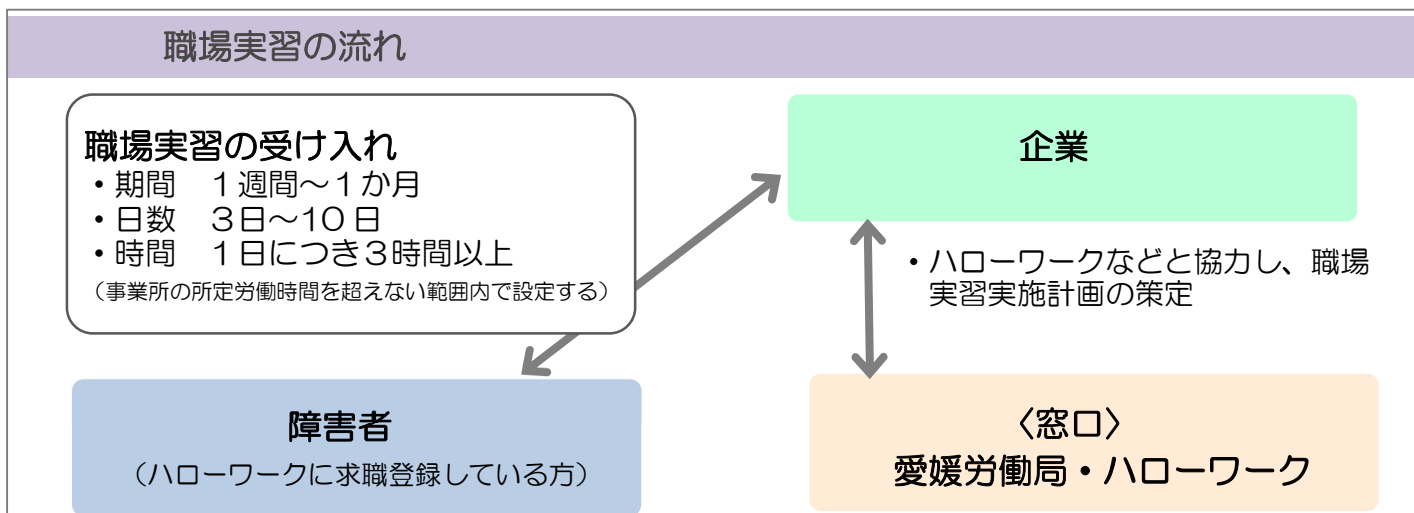 職場実習の流れ
職場実習の受け入れ
・期間　１週間～１か月
・日数　３日～10 日
・時間　１日につき３時間以上
（事業所の所定労働時間を超えない範囲内で設定する）
企業
・ハローワークなどと協力し、職場
実習実施計画の策定
障害者
（ハローワークに求職登録している方）
〈窓口〉
愛媛労働局・ハローワーク